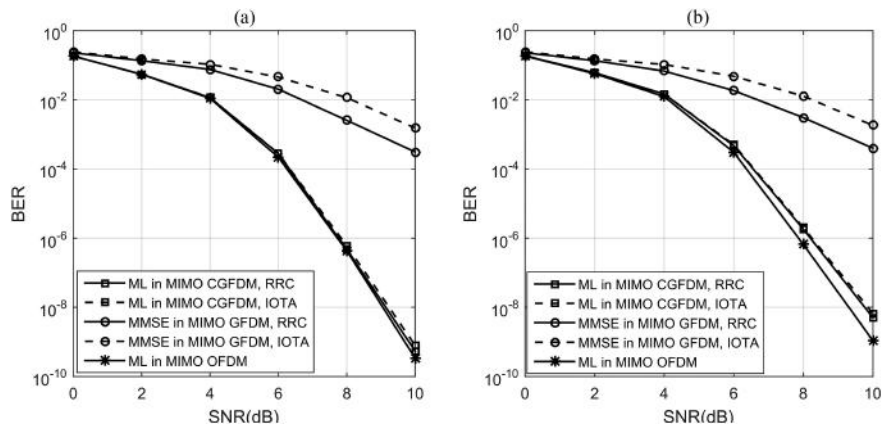 (a)
10^0
10^-2
10^-4
10^-6
10^-8
10^-10
BER
ML in MIMO CGFDM, RRC
ML in MIMO CGFDM, IOTA
MMSE in MIMO GFDM, RRC
MMSE in MIMO GFDM, IOTA
ML in MIMO OFDM
0 2 4 6 8 10
SNR(dB)
(b)
10^0
10^-2
10^-4
10^-6
10^-8
10^-10
BER
ML in MIMO CGFDM, RRC
ML in MIMO CGFDM, IOTA
MMSE in MIMO GFDM, RRC
MMSE in MIMO GFDM, IOTA
ML in MIMO OFDM
0 2 4 6 8 10
SNR(dB)